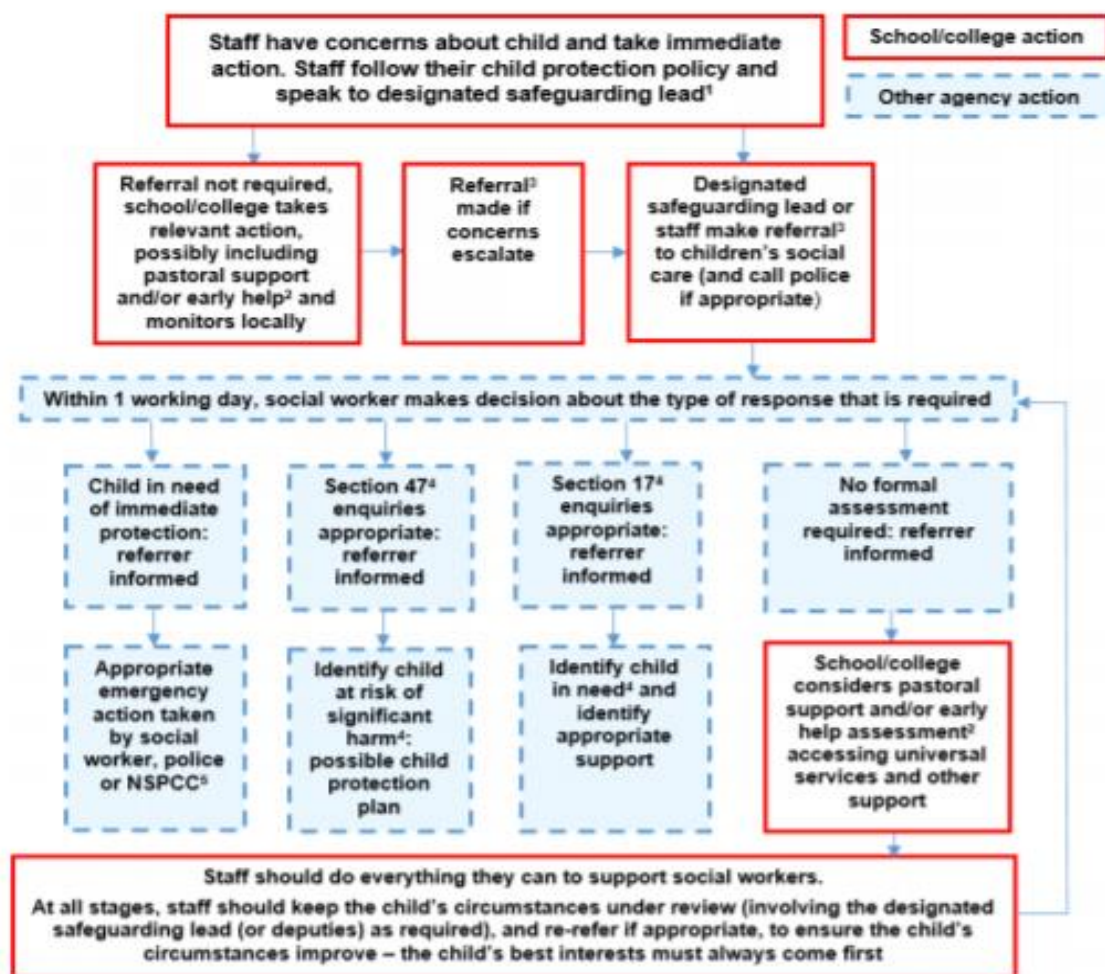 Staff have concerns about child and take immediate
action. Staff follow their child protection policy and
speak to designated safeguarding lead¹
School/college action
Other agency action
Referral not required,
school/college takes
relevant action,
possibly including
pastoral support
and/or early help² and
monitors locally
Referral³
made if
concerns
escalate
Designated
safeguarding lead or
staff make referral³
to children's social
care (and call police
if appropriate)
Within 1 working day, social worker makes decision about the type of response that is required
Child in need
of immediate
protection:
referrer
informed
Section 47⁴
enquiries
appropriate:
referrer
informed
Section 17⁴
enquiries
appropriate:
referrer
informed
No formal
assessment
required: referrer
informed
Appropriate
emergency
action taken
by social
worker, police
or NSPCC⁵
Identify child
at risk of
significant
harm⁴:
possible child
protection
plan
Identify child
in need⁴ and
identify
appropriate
support
School/college
considers pastoral
support and/or early
help assessment²
accessing universal
services and other
support
Staff should do everything they can to support social workers.
At all stages, staff should keep the child's circumstances under review (involving the designated
safeguarding lead (or deputies) as required), and re-refer if appropriate, to ensure the child's
circumstances improve – the child's best interests must always come first